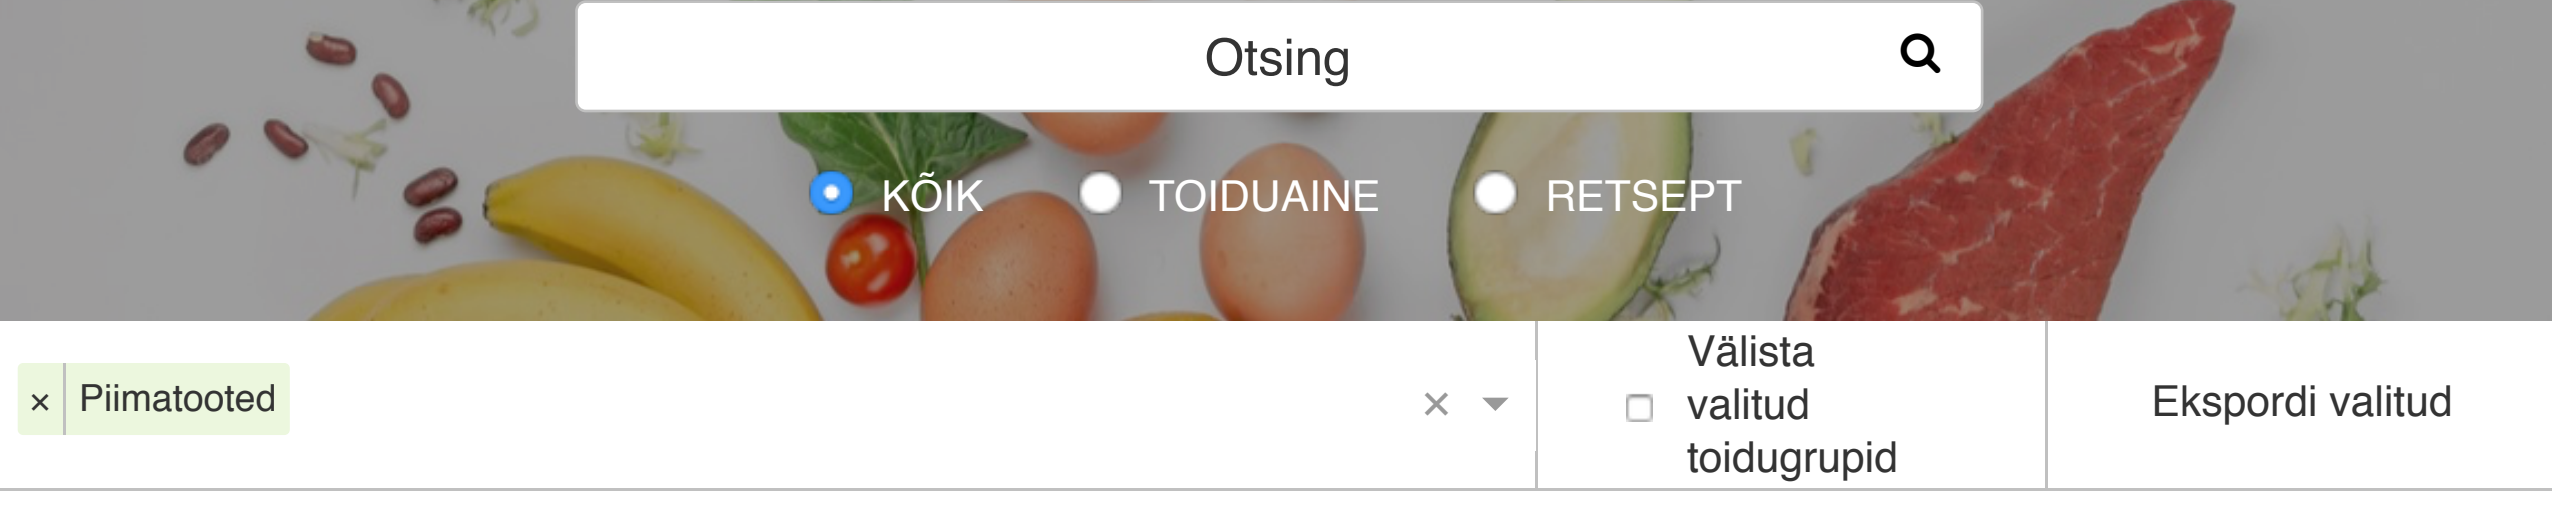 Otsing
KÕIK TOIDUAINE RETSEPT
× Piimatooted
Välista
valitud
toidugrupid
Ekspordi valitud